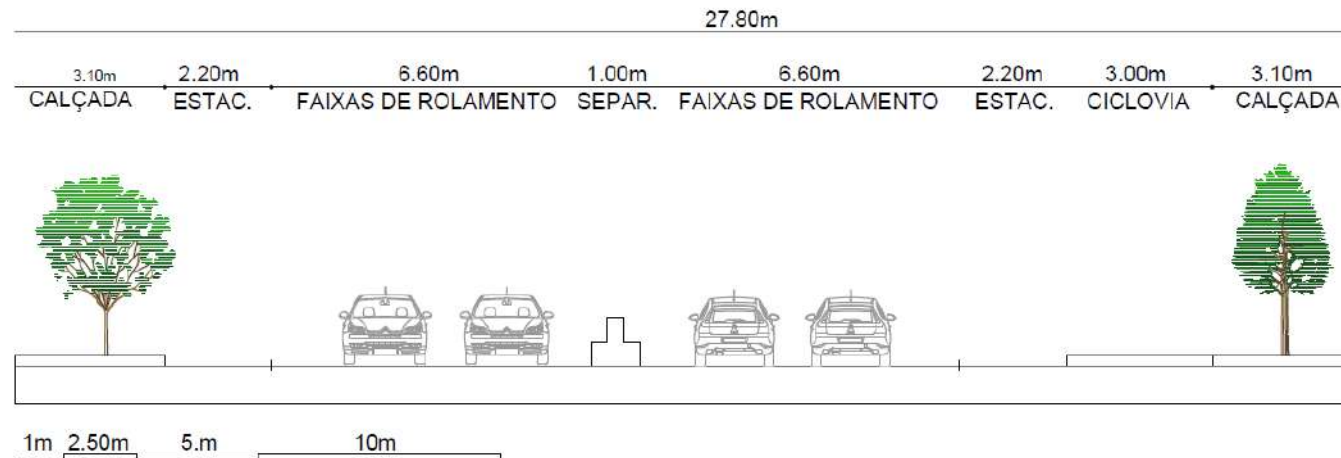 27.80m
3.10m 2.20m 6.60m 1.00m 6.60m 2.20m 3.00m 3.10m
CALÇADA ESTAC. FAIXAS DE ROLAMENTO SEPAR. FAIXAS DE ROLAMENTO ESTAC. CICLOVIA CALÇADA
1m 2.50m 5.m 10m